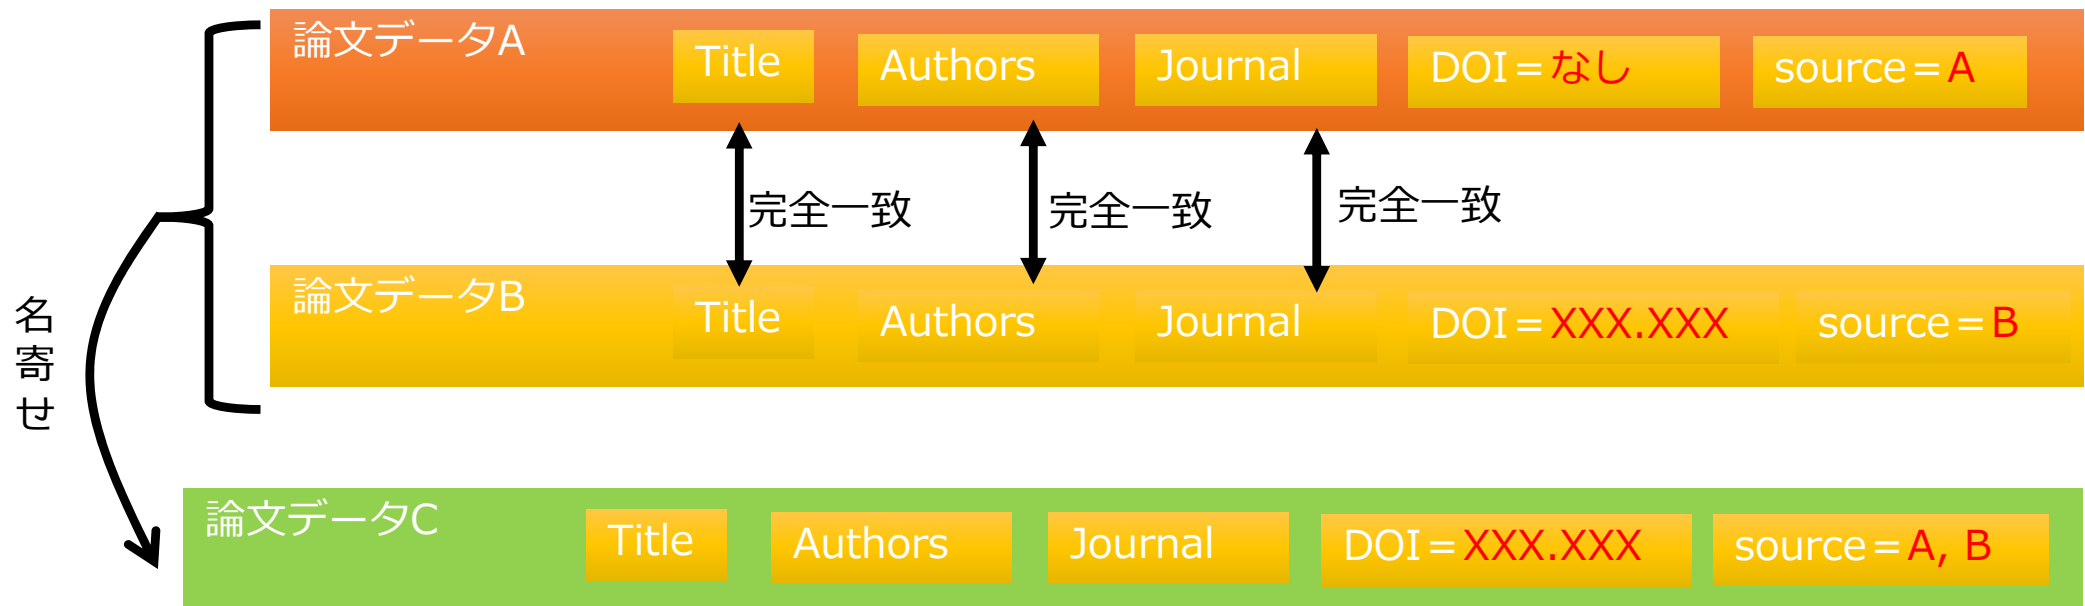 論文データA
Title
Authors
Journal
DOI=なし
source=A
完全一致
完全一致
完全一致
論文データB
Title
Authors
Journal
DOI=XXX.XXX
source=B
名寄せ
論文データC
Title
Authors
Journal
DOI=XXX.XXX
source=A, B